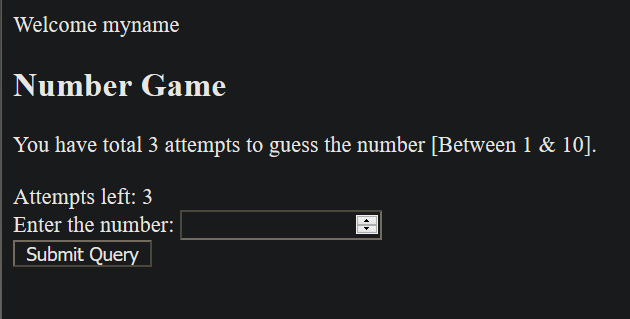 Welcome myname
Number Game
You have total 3 attempts to guess the number [Between 1 & 10].
Attempts left: 3
Enter the number:
Submit Query